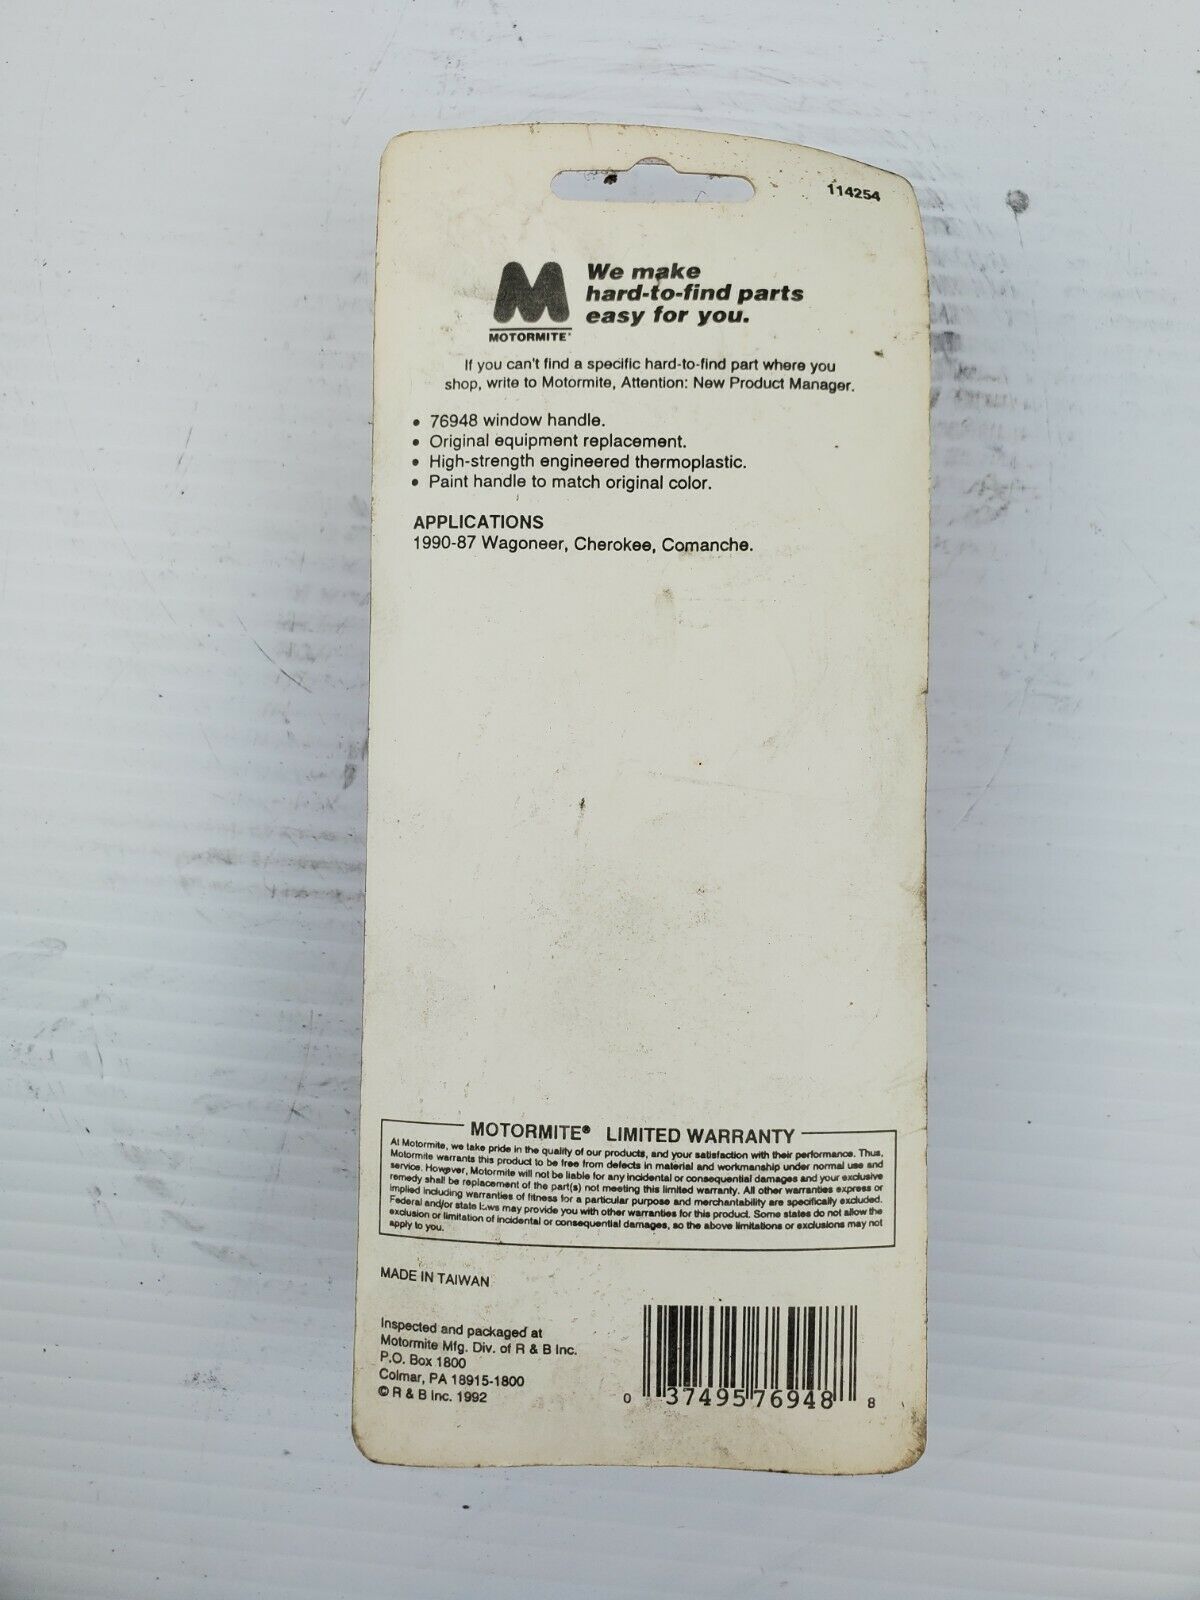 114254
M
We make
hard-to-find parts
easy for you.
MOTORMITE®
If you can't find a specific hard-to-find part where you
shop, write to Motormite, Attention: New Product Manager.
• 76948 window handle.
• Original equipment replacement.
• High-strength engineered thermoplastic.
• Paint handle to match original color.
APPLICATIONS
1990-87 Wagoneer, Cherokee, Comanche.
MOTORMITE® LIMITED WARRANTY
At Motormite, we take pride in the quality of our products, and your satisfaction with their performance. Thus,
Motormite warrants this product to be free from defects in material and workmanship under normal use and
service. However, Motormite will not be liable for any incidental or consequential damages and your exclusive
remedy shall be replacement of the part(s) not meeting this limited warranty. All other warranties express or
implied including warranties of fitness for a particular purpose and merchantability are specifically excluded.
Federal and/or state laws may provide you with other warranties for this product. Some states do not allow the
exclusion or limitation of incidental or consequential damages, so the above limitations or exclusions may not
apply to you.
MADE IN TAIWAN
Inspected and packaged at
Motormite Mfg. Div. of R & B Inc.
P.O. Box 1800
Colmar, PA 18915-1800
© R & B Inc. 1992
0 37495 76948 8